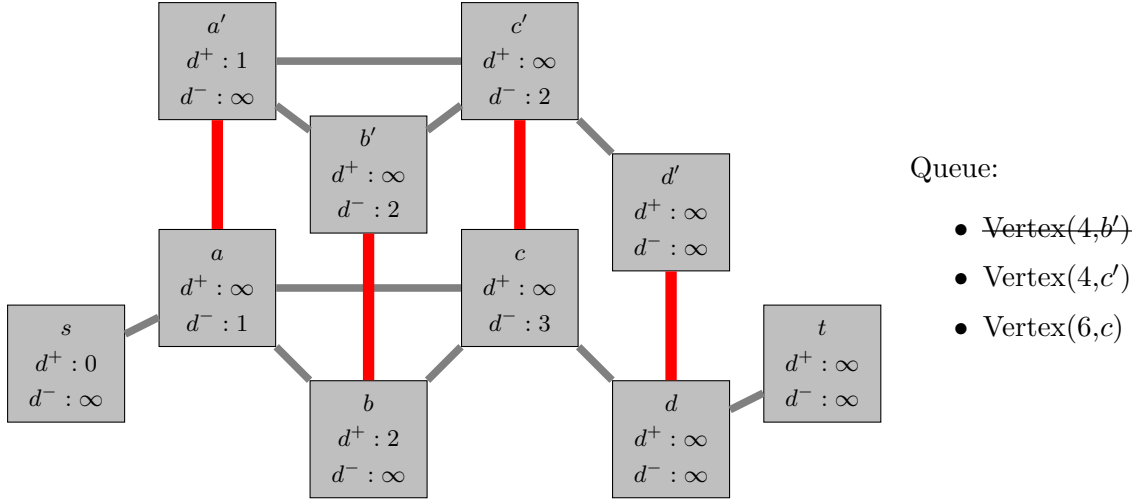 a′
d⁺ : 1
d⁻ : ∞
c′
d⁺ : ∞
d⁻ : 2
b′
d⁺ : ∞
d⁻ : 2
d′
d⁺ : ∞
d⁻ : ∞
a
d⁺ : ∞
d⁻ : 1
c
d⁺ : ∞
d⁻ : 3
s
d⁺ : 0
d⁻ : ∞
b
d⁺ : 2
d⁻ : ∞
d
d⁺ : ∞
d⁻ : ∞
t
d⁺ : ∞
d⁻ : ∞
Queue:
• Vertex(4,b′)
• Vertex(4,c′)
• Vertex(6,c)